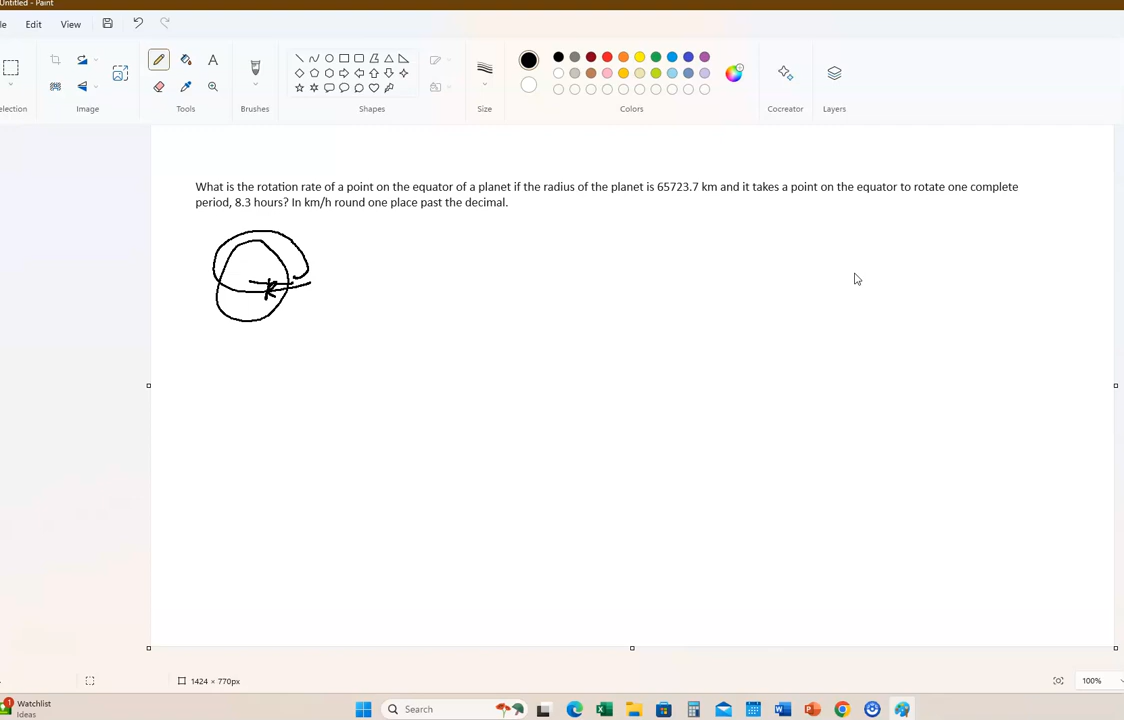 Untitled - Paint
Edit
View
Image
Tools
Brushes
Shapes
Size
Colors
Cocreator
Layers
What is the rotation rate of a point on the equator of a planet if the radius of the planet is 65723.7 km and it takes a point on the equator to rotate one complete
period, 8.3 hours? In km/h round one place past the decimal.
R
1424 × 770px
100%
Watchlist
Ideas
Search